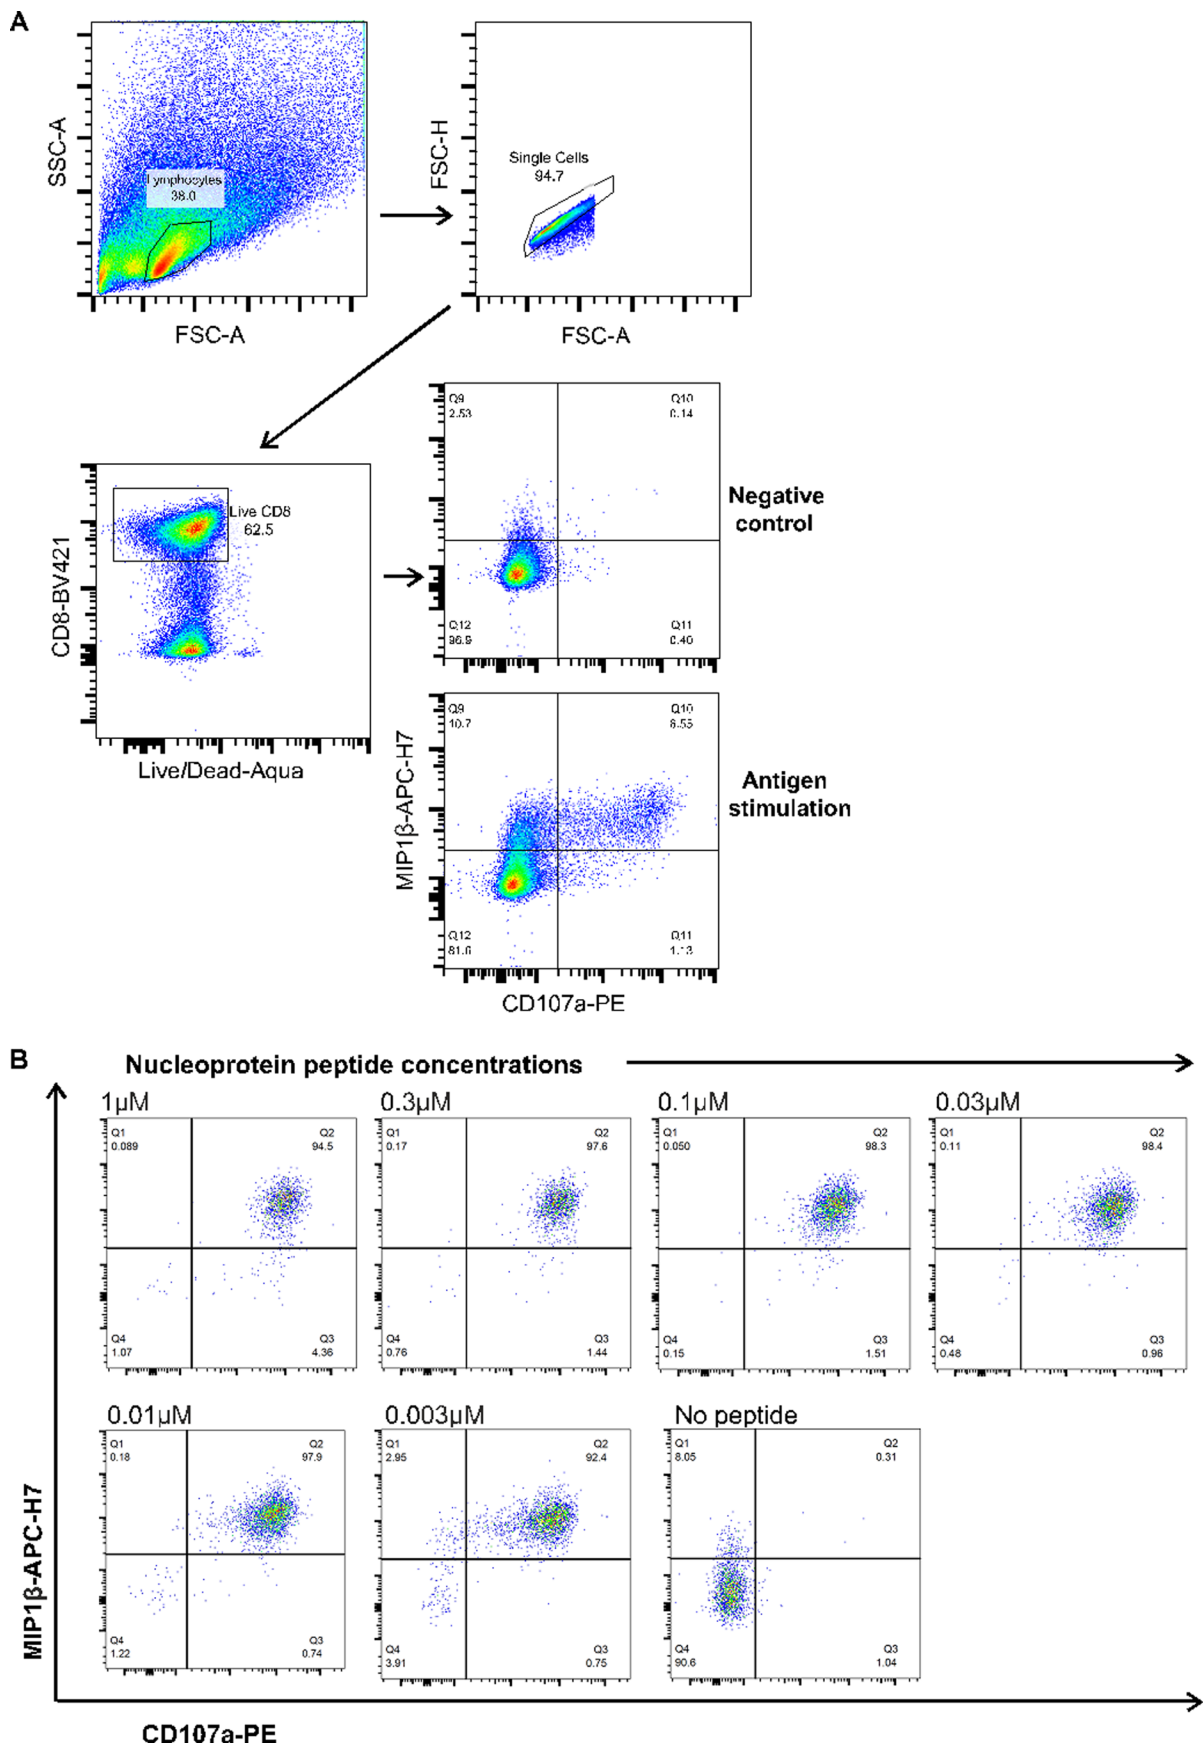 A
SSC-A
Lymphocytes
38.0
FSC-A
FSC-H
Single Cells
94.7
FSC-A
CD8-BV421
Live CD8
62.5
Live/Dead-Aqua
Q9
2.53
Q10
0.14
Q12
96.9
Q11
0.40
Negative
control
MIP1β-APC-H7
Q9
10.7
Q10
6.55
Q12
81.6
Q11
1.13
Antigen
stimulation
CD107a-PE
B
Nucleoprotein peptide concentrations
1µM
Q1
0.089
Q2
94.5
Q4
1.07
Q3
4.36
0.3µM
Q1
0.17
Q2
97.6
Q4
0.76
Q3
1.44
0.1µM
Q1
0.050
Q2
98.3
Q4
0.15
Q3
1.51
0.03µM
Q1
0.11
Q2
98.4
Q4
0.48
Q3
0.96
0.01µM
Q1
0.18
Q2
97.9
Q4
1.22
Q3
0.74
0.003µM
Q1
2.95
Q2
92.4
Q4
3.91
Q3
0.75
No peptide
Q1
8.05
Q2
0.31
Q4
90.6
Q3
1.04
MIP1β-APC-H7
CD107a-PE